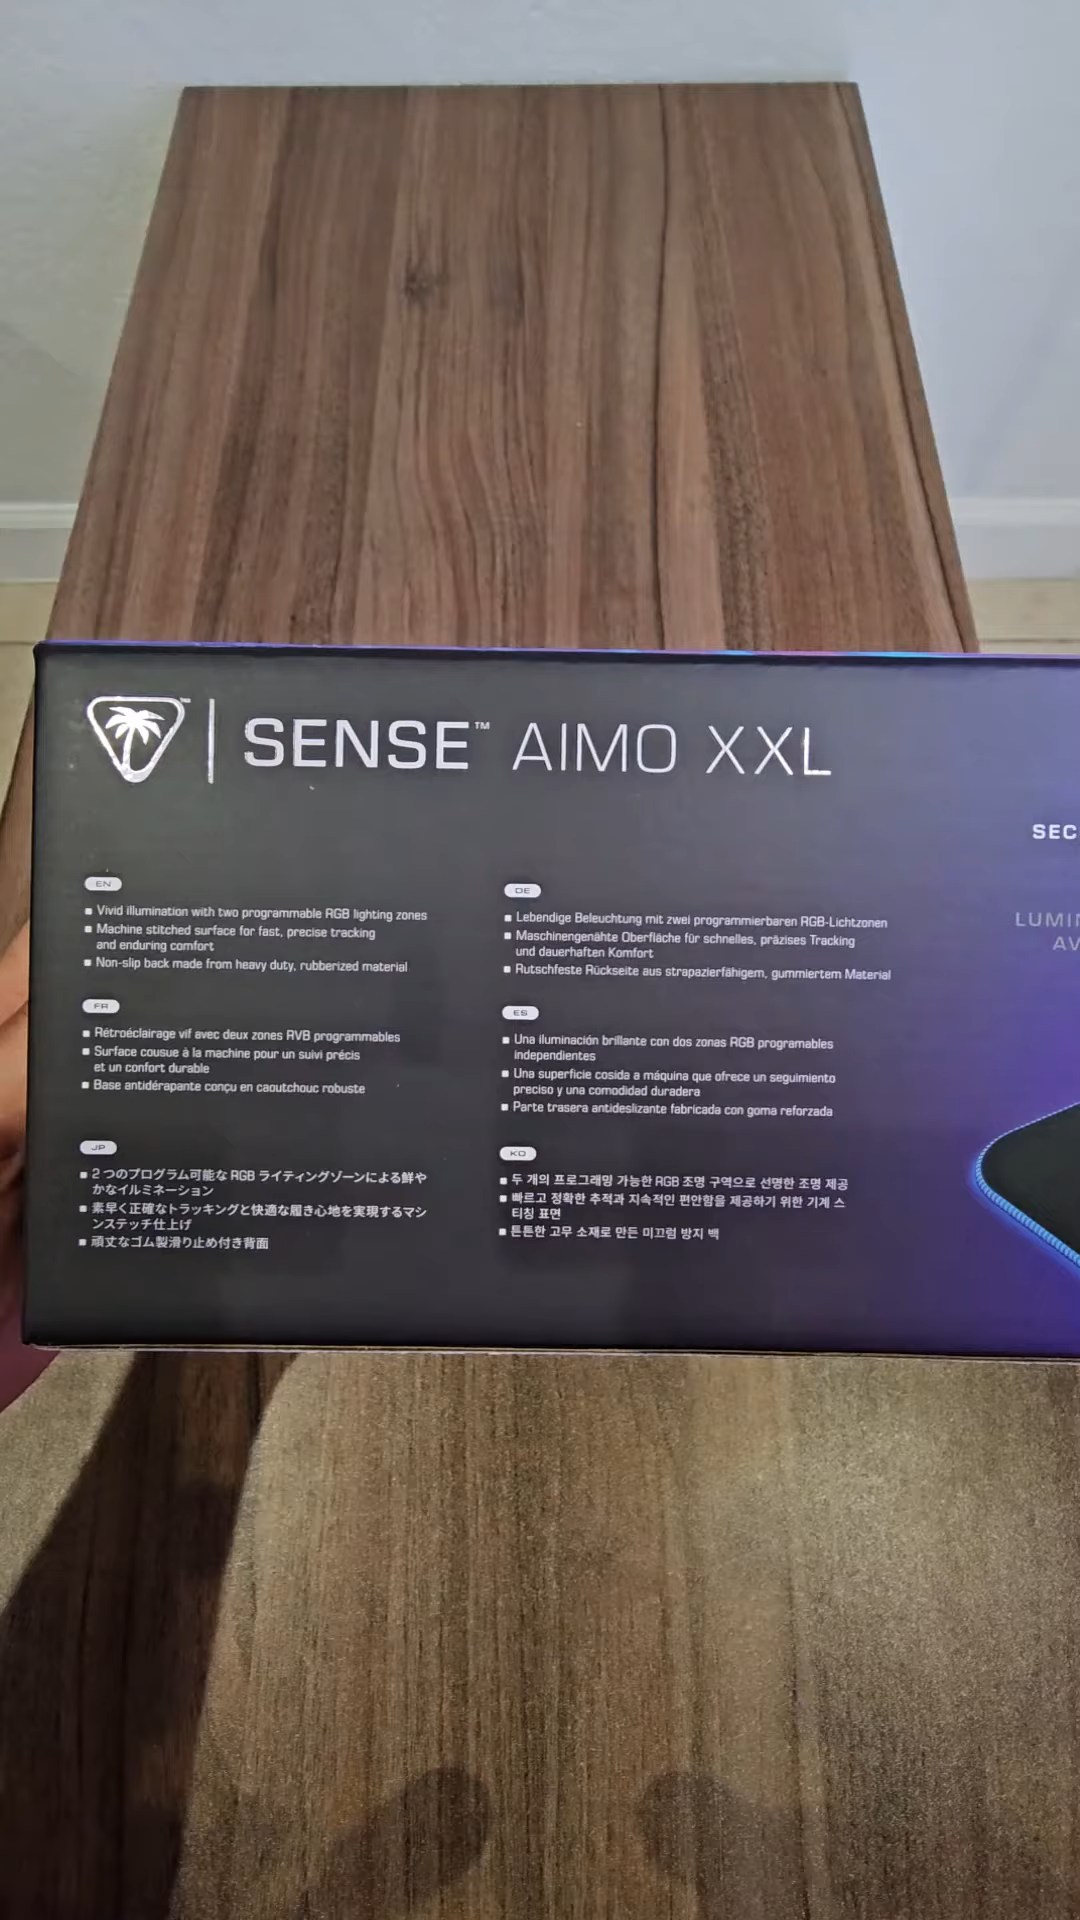 SENSE™ AIMO XXL
EN
■ Vivid illumination with two programmable RGB lighting zones
■ Machine stitched surface for fast, precise tracking
and enduring comfort
■ Non-slip back made from heavy duty, rubberized material
FR
■ Rétroéclairage vif avec deux zones RVB programmables
■ Surface cousue à la machine pour un suivi précis
et un confort durable
■ Base antidérapante conçu en caoutchouc robuste
JP
■ 2 つのプログラム可能な RGB ライティングゾーンによる鮮や
かなイルミネーション
■ 素早く正確なトラッキングと快適な履き心地を実現するマシ
ンステッチ仕上げ
■ 頑丈なゴム製滑り止め付き背面
DE
■ Lebendige Beleuchtung mit zwei programmierbaren RGB-Lichtzonen
■ Maschinengenähte Oberfläche für schnelles, präzises Tracking
und dauerhaften Komfort
■ Rutschfeste Rückseite aus strapazierfähigem, gummiertem Material
ES
■ Una iluminación brillante con dos zonas RGB programables
independientes
■ Una superficie cosida a máquina que ofrece un seguimiento
preciso y una comodidad duradera
■ Parte trasera antideslizante fabricada con goma reforzada
KO
■ 두 개의 프로그래밍 가능한 RGB 조명 구역으로 선명한 조명 제공
■ 빠르고 정확한 추적과 지속적인 편안함을 제공하기 위한 기계 스
티칭 표면
■ 튼튼한 고무 소재로 만든 미끄럼 방지 백
SEC
LUMIN
AV